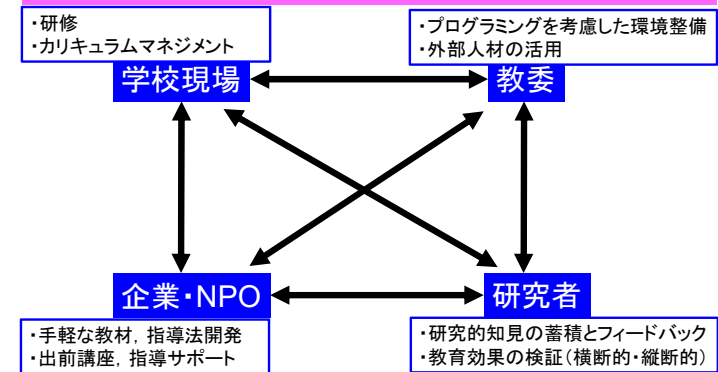 ・研修
・カリキュラムマネジメント
学校現場
・プログラミングを考慮した環境整備
・外部人材の活用
教委
企業・NPO
・手軽な教材，指導法開発
・出前講座，指導サポート
研究者
・研究的知見の蓄積とフィードバック
・教育効果の検証（横断的・縦断的）